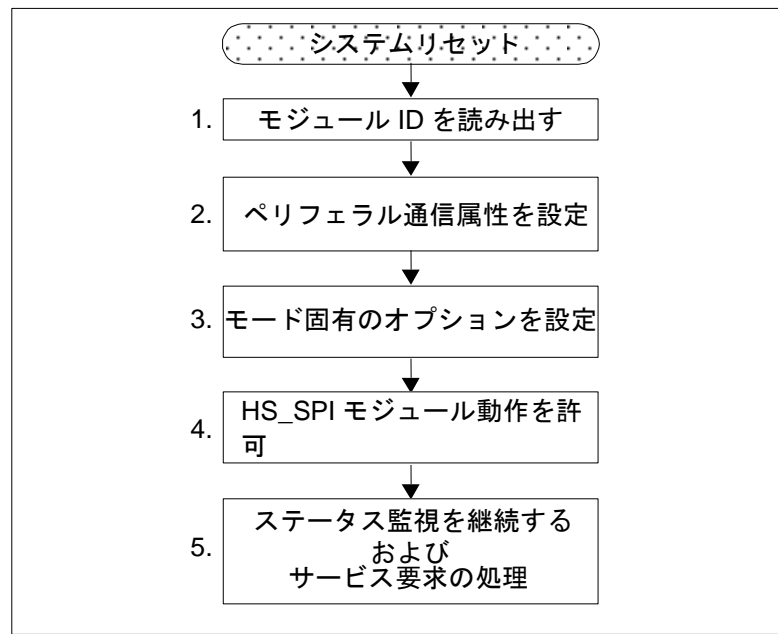 システムリセット
1. モジュール ID を読み出す
2. ペリフェラル通信属性を設定
3. モード固有のオプションを設定
4. HS_SPI モジュール動作を許
可
5. ステータス監視を継続する
および
サービス要求の処理